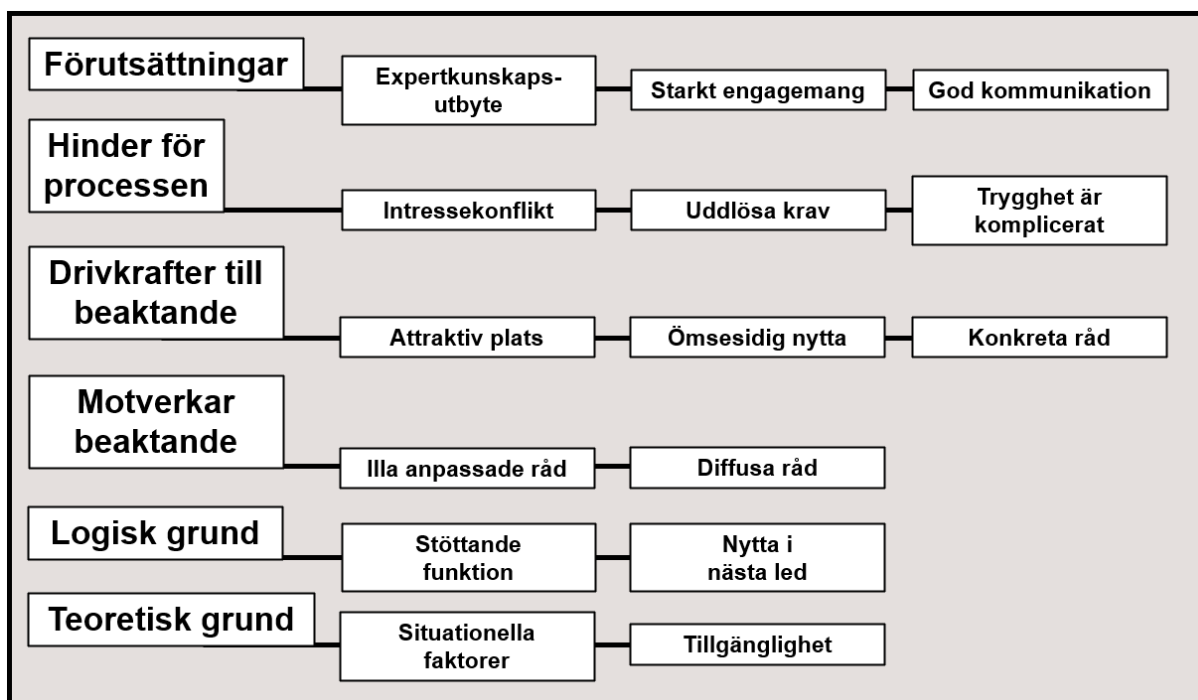 Förutsättningar
Expertkunskaps-
utbyte
Starkt engagemang
God kommunikation
Hinder för
processen
Intressekonflikt
Uddlösa krav
Trygghet är
komplicerat
Drivkrafter till
beaktande
Attraktiv plats
Ömsesidig nytta
Konkreta råd
Motverkar
beaktande
Illa anpassade råd
Diffusa råd
Logisk grund
Stöttande
funktion
Nytta i
nästa led
Teoretisk grund
Situationella
faktorer
Tillgänglighet